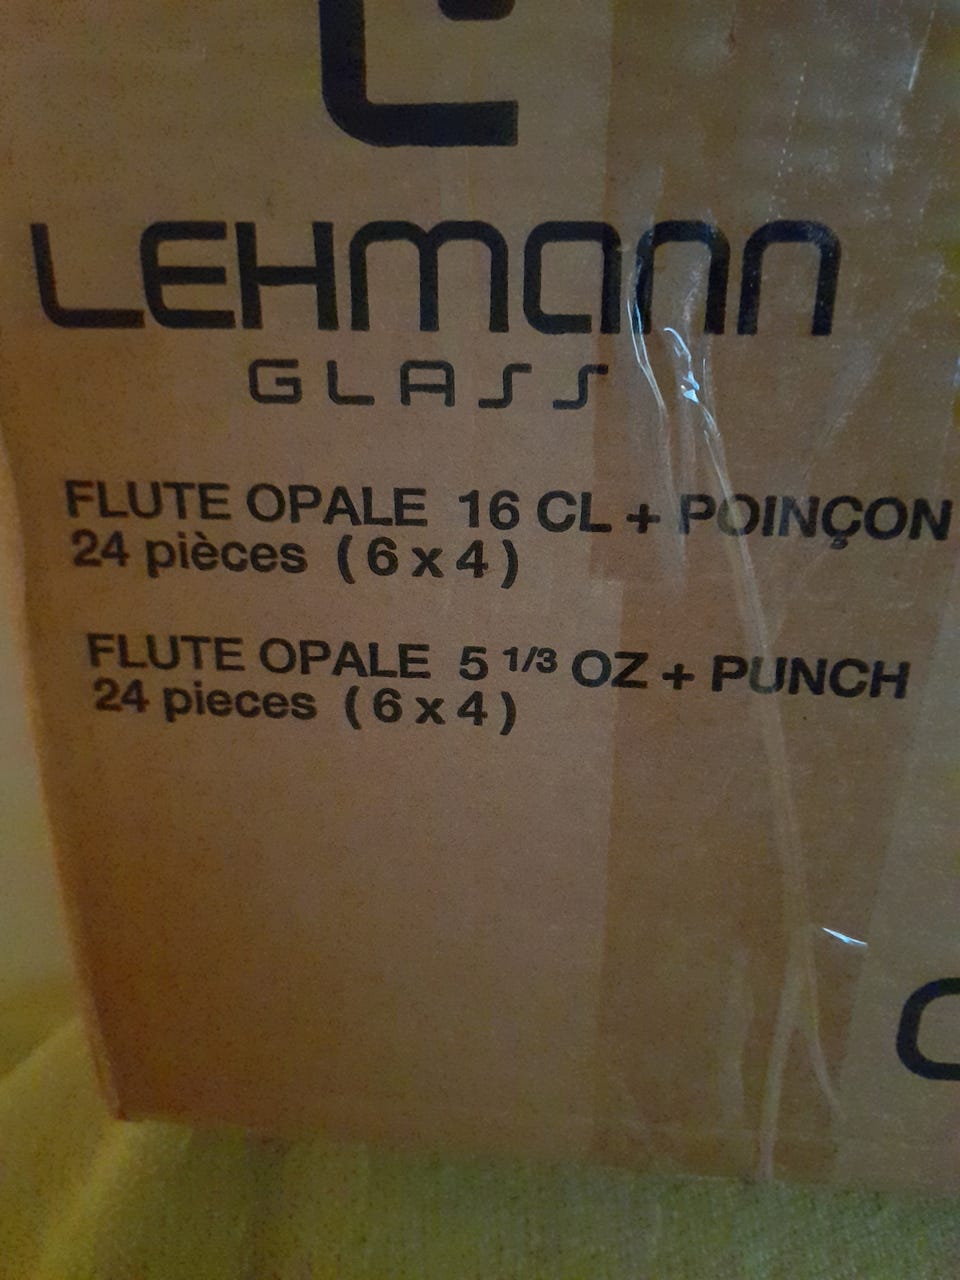 LEHMANN
GLASS
FLUTE OPALE 16 CL + POINÇON
24 pièces (6 x 4)
FLUTE OPALE 5 1/3 OZ + PUNCH
24 pieces (6 x 4)